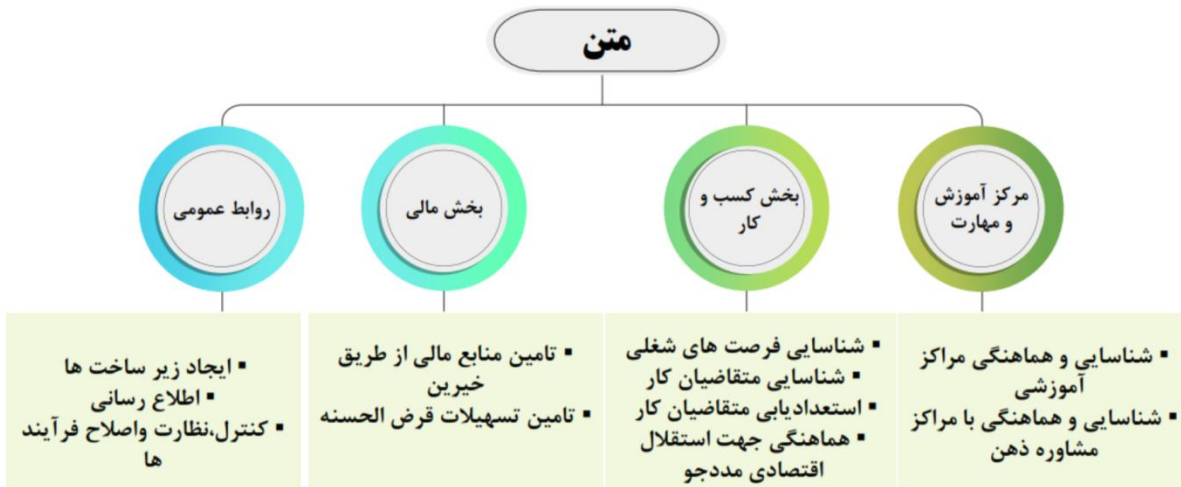 متن
مرکز آموزش
و مهارت
بخش کسب و
کار
بخش مالی
روابط عمومی
▪ شناسایی و هماهنگی مراکز
آموزشی
▪ شناسایی و هماهنگی با مراکز
مشاوره ذهن
▪ شناسایی فرصت های شغلی
▪ شناسایی متقاضیان کار
▪ استعدادیابی متقاضیان کار
▪ هماهنگی جهت استقلال
اقتصادی مددجو
▪ تامین منابع مالی از طریق
خیرین
▪ تامین تسهیلات قرض الحسنه
▪ ایجاد زیر ساخت ها
▪ اطلاع رسانی
▪ کنترل,نظارت واصلاح فرآیند
ها